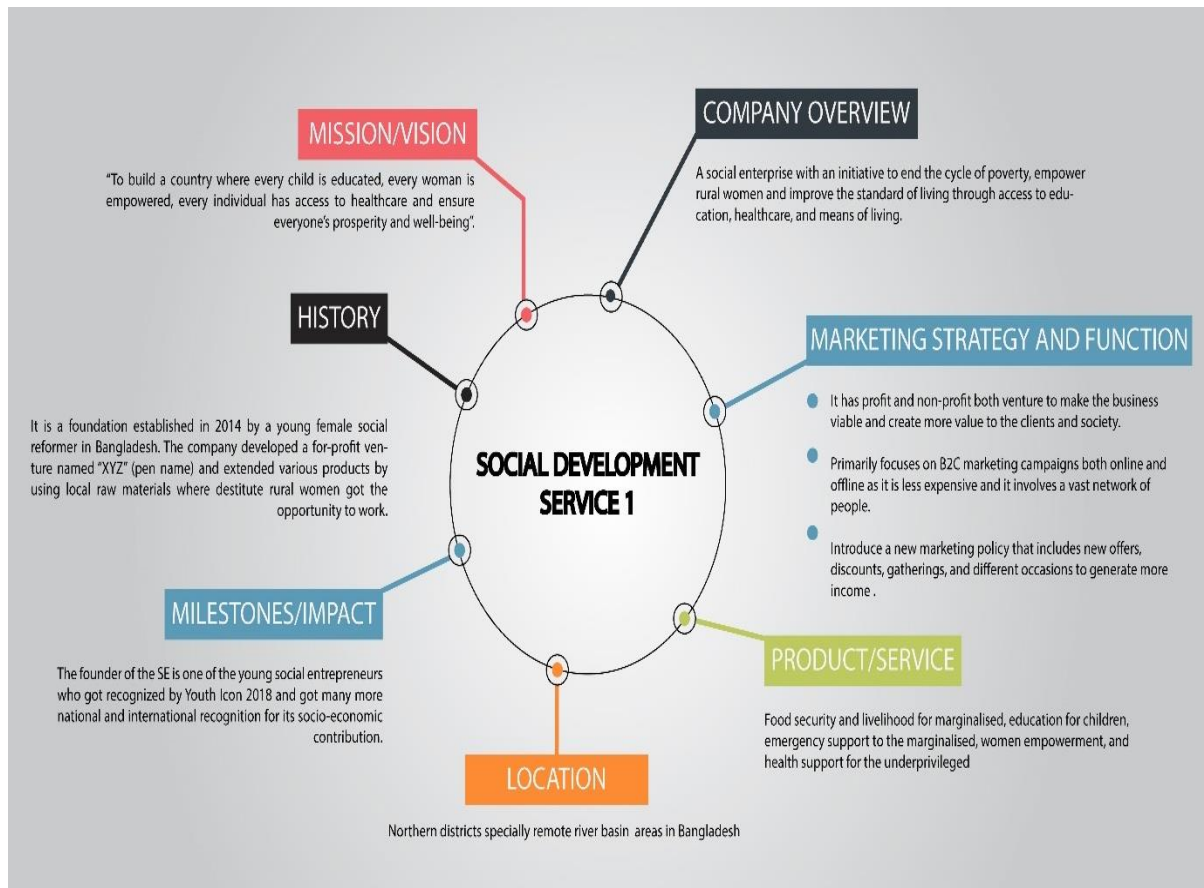 COMPANY OVERVIEW
A social enterprise with an initiative to end the cycle of poverty, empower
rural women and improve the standard of living through access to edu-
cation, healthcare, and means of living.
MISSION/VISION
"To build a country where every child is educated, every woman is
empowered, every individual has access to healthcare and ensure
everyone's prosperity and well-being".
HISTORY
It is a foundation established in 2014 by a young female social
reformer in Bangladesh. The company developed a for-profit ven-
ture named "XYZ" (pen name) and extended various products by
using local raw materials where destitute rural women got the
opportunity to work.
MARKETING STRATEGY AND FUNCTION
It has profit and non-profit both venture to make the business
viable and create more value to the clients and society.
Primarily focuses on B2C marketing campaigns both online and
offline as it is less expensive and it involves a vast network of
people.
Introduce a new marketing policy that includes new offers,
discounts, gatherings, and different occasions to generate more
income .
SOCIAL DEVELOPMENT
SERVICE 1
MILESTONES/IMPACT
The founder of the SE is one of the young social entrepreneurs
who got recognized by Youth Icon 2018 and got many more
national and international recognition for its socio-economic
contribution.
PRODUCT/SERVICE
Food security and livelihood for marginalised, education for children,
emergency support to the marginalised, women empowerment, and
health support for the underprivileged
LOCATION
Northern districts specially remote river basin areas in Bangladesh